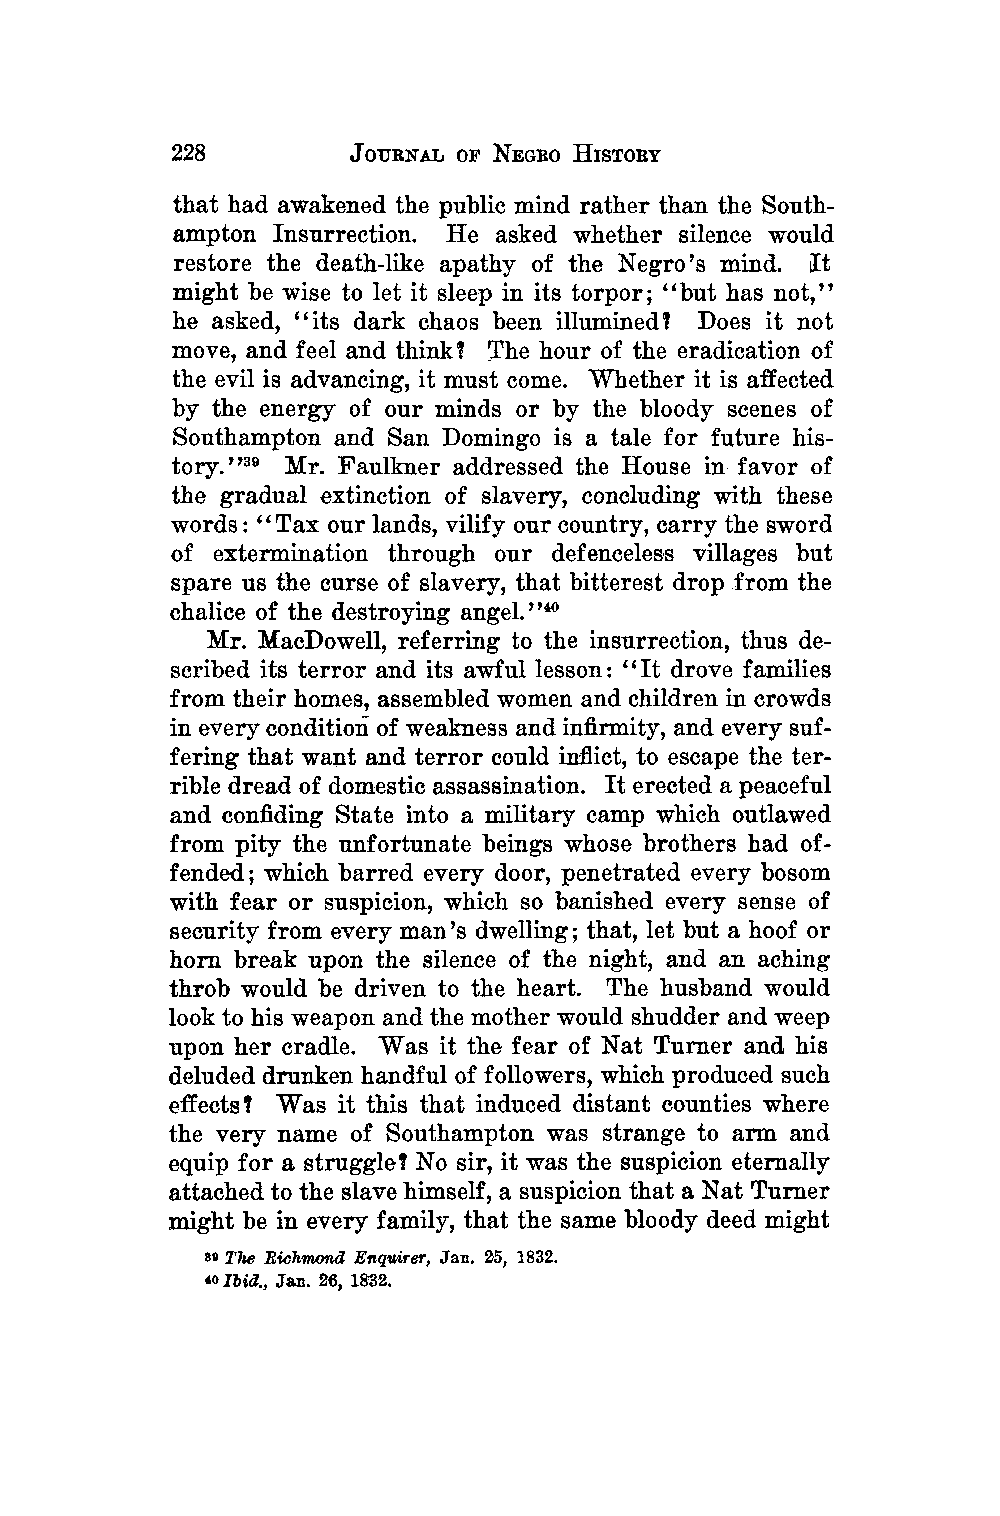 228 JOURNAL OF NEGRO HISTORY
that had awakened the public mind rather than the South-
ampton Insurrection. He asked whether silence would
restore the death-like apathy of the Negro's mind. It
might be wise to let it sleep in its torpor; "but has not,"
he asked, "its dark chaos been illumined? Does it not
move, and feel and think? The hour of the eradication of
the evil is advancing, it must come. Whether it is affected
by the energy of our minds or by the bloody scenes of
Southampton and San Domingo is a tale for future his-
tory."39 Mr. Faulkner addressed the House in favor of
the gradual extinction of slavery, concluding with these
words: "Tax our lands, vilify our country, carry the sword
of extermination through our defenceless villages but
spare us the curse of slavery, that bitterest drop from the
chalice of the destroying angel."40
Mr. MacDowell, referring to the insurrection, thus de-
scribed its terror and its awful lesson: "It drove families
from their homes, assembled women and children in crowds
in every condition of weakness and infirmity, and every suf-
fering that want and terror could inflict, to escape the ter-
rible dread of domestic assassination. It erected a peaceful
and confiding State into a military camp which outlawed
from pity the unfortunate beings whose brothers had of-
fended; which barred every door, penetrated every bosom
with fear or suspicion, which so banished every sense of
security from every man's dwelling; that, let but a hoof or
horn break upon the silence of the night, and an aching
throb would be driven to the heart. The husband would
look to his weapon and the mother would shudder and weep
upon her cradle. Was it the fear of Nat Turner and his
deluded drunken handful of followers, which produced such
effects? Was it this that induced distant counties where
the very name of Southampton was strange to arm and
equip for a struggle? No sir, it was the suspicion eternally
attached to the slave himself, a suspicion that a Nat Turner
might be in every family, that the same bloody deed might
39 The Richmond Enquirer, Jan. 25, 1832.
40 Ibid., Jan. 26, 1832.